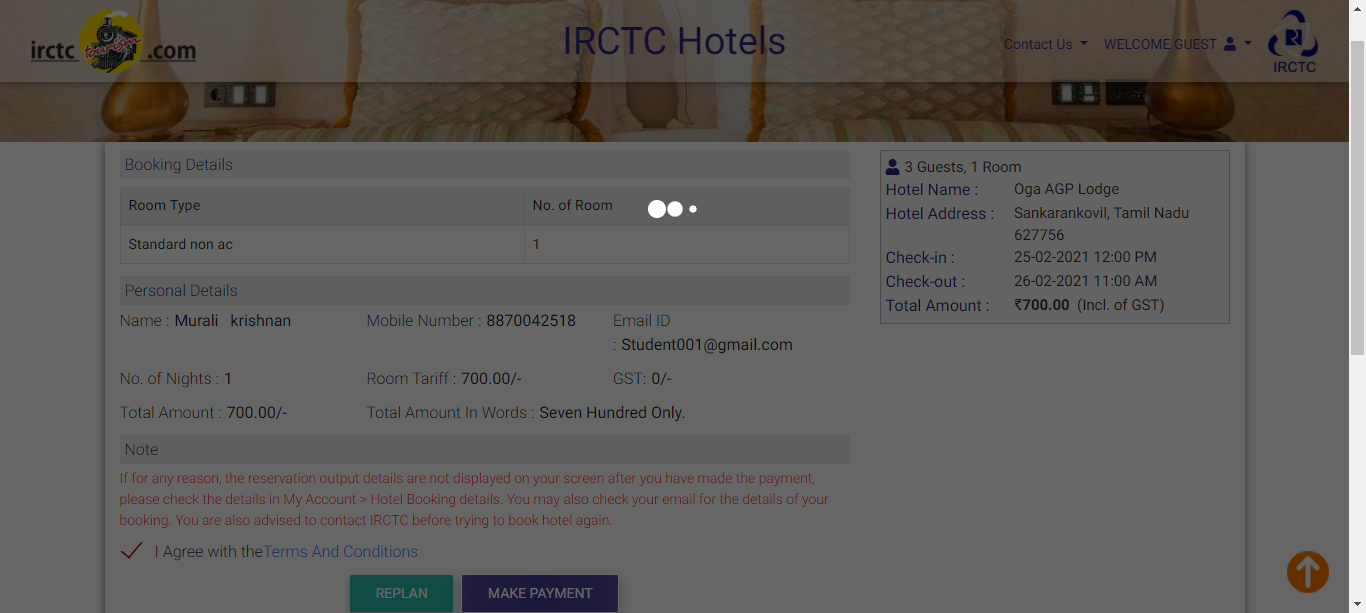 irctc tourism .com
IRCTC Hotels
Contact Us
WELCOME GUEST
IRCTC
Booking Details
Room Type No. of Room
Standard non ac 1
Personal Details
Name : Murali krishnan Mobile Number : 8870042518 Email ID
: Student001@gmail.com
No. of Nights : 1 Room Tariff : 700.00/- GST: 0/-
Total Amount : 700.00/- Total Amount In Words : Seven Hundred Only.
Note
If for any reason, the reservation output details are not displayed on your screen after you have made the payment,
please check the details in My Account > Hotel Booking details. You may also check your email for the details of your
booking. You are also advised to contact IRCTC before trying to book hotel again.
I Agree with theTerms And Conditions
REPLAN MAKE PAYMENT
3 Guests, 1 Room
Hotel Name : Oga AGP Lodge
Hotel Address : Sankarankovil, Tamil Nadu
627756
Check-in : 25-02-2021 12:00 PM
Check-out : 26-02-2021 11:00 AM
Total Amount : ₹700.00 (Incl. of GST)